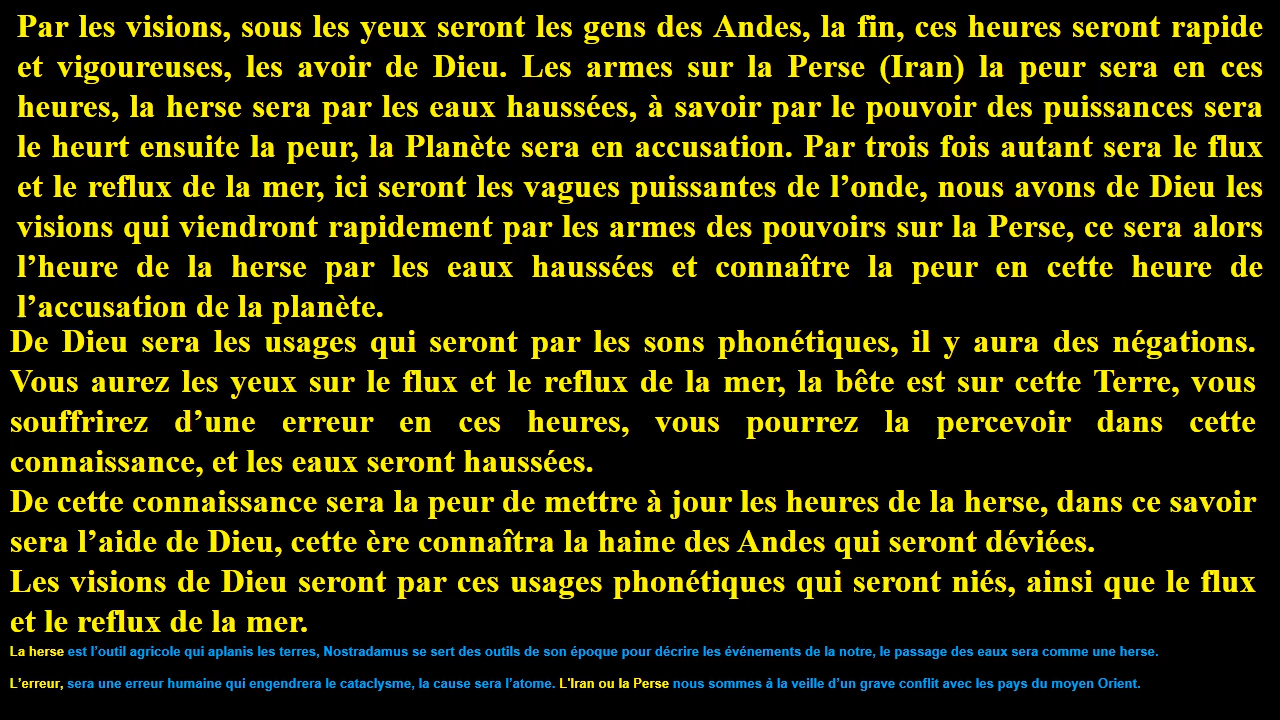 Par les visions, sous les yeux seront les gens des Andes, la fin, ces heures seront rapide
et vigoureuses, les avoir de Dieu. Les armes sur la Perse (Iran) la peur sera en ces
heures, la herse sera par les eaux haussées, à savoir par le pouvoir des puissances sera
le heurt ensuite la peur, la Planète sera en accusation. Par trois fois autant sera le flux
et le reflux de la mer, ici seront les vagues puissantes de l’onde, nous avons de Dieu les
visions qui viendront rapidement par les armes des pouvoirs sur la Perse, ce sera alors
l’heure de la herse par les eaux haussées et connaître la peur en cette heure de
l’accusation de la planète.
De Dieu sera les usages qui seront par les sons phonétiques, il y aura des négations.
Vous aurez les yeux sur le flux et le reflux de la mer, la bête est sur cette Terre, vous
souffrirez d’une erreur en ces heures, vous pourrez la percevoir dans cette
connaissance, et les eaux seront haussées.
De cette connaissance sera la peur de mettre à jour les heures de la herse, dans ce savoir
sera l’aide de Dieu, cette ère connaîtra la haine des Andes qui seront déviées.
Les visions de Dieu seront par ces usages phonétiques qui seront niés, ainsi que le flux
et le reflux de la mer.
La herse est l’outil agricole qui aplanis les terres, Nostradamus se sert des outils de son époque pour décrire les événements de la notre, le passage des eaux sera comme une herse.
L’erreur, sera une erreur humaine qui engendrera le cataclysme, la cause sera l’atome. L'Iran ou la Perse nous sommes à la veille d’un grave conflit avec les pays du moyen Orient.